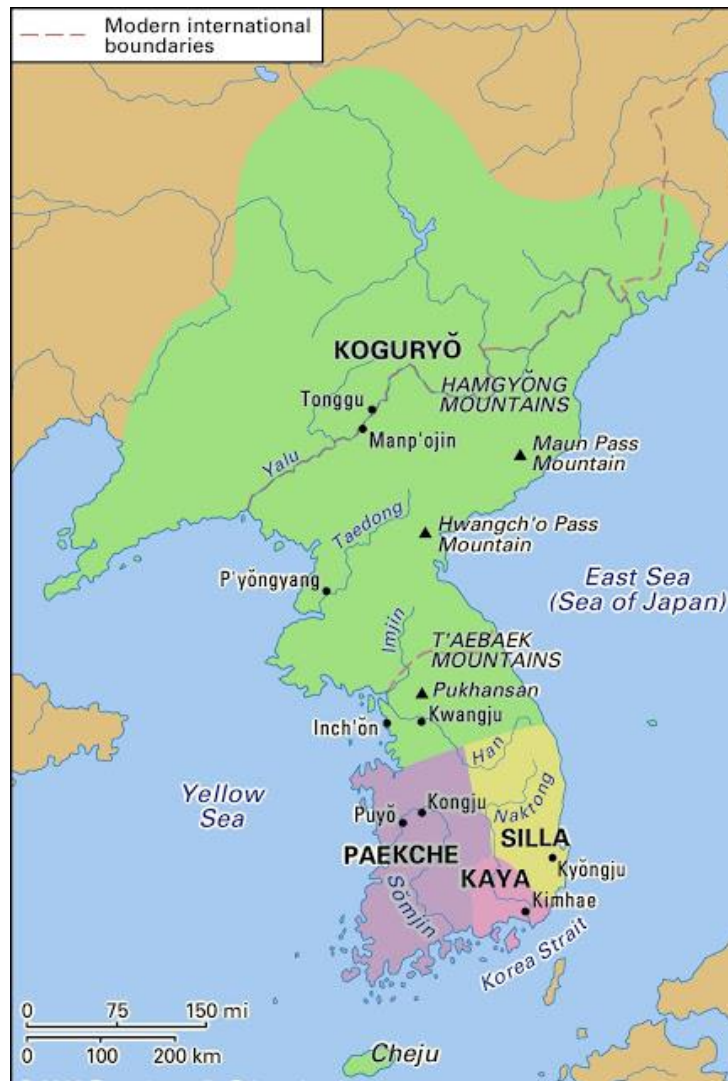 Modern international
boundaries
KOGURYŎ
HAMGYŎNG
MOUNTAINS
Tonggu
Manp'ojin
Maun Pass
Mountain
Yalu
Taedong
Hwangch'o Pass
Mountain
P'yŏngyang
East Sea
(Sea of Japan)
Imjin
T'AEBAEK
MOUNTAINS
Pukhansan
Kwangju
Inch'ŏn
Han
Yellow
Sea
Naktong
Kongju
Puyŏ
SILLA
PAEKCHE
Kyŏngju
KAYA
Sŏmjin
Kimhae
Korea Strait
0 75 150 mi
0 100 200 km
Cheju